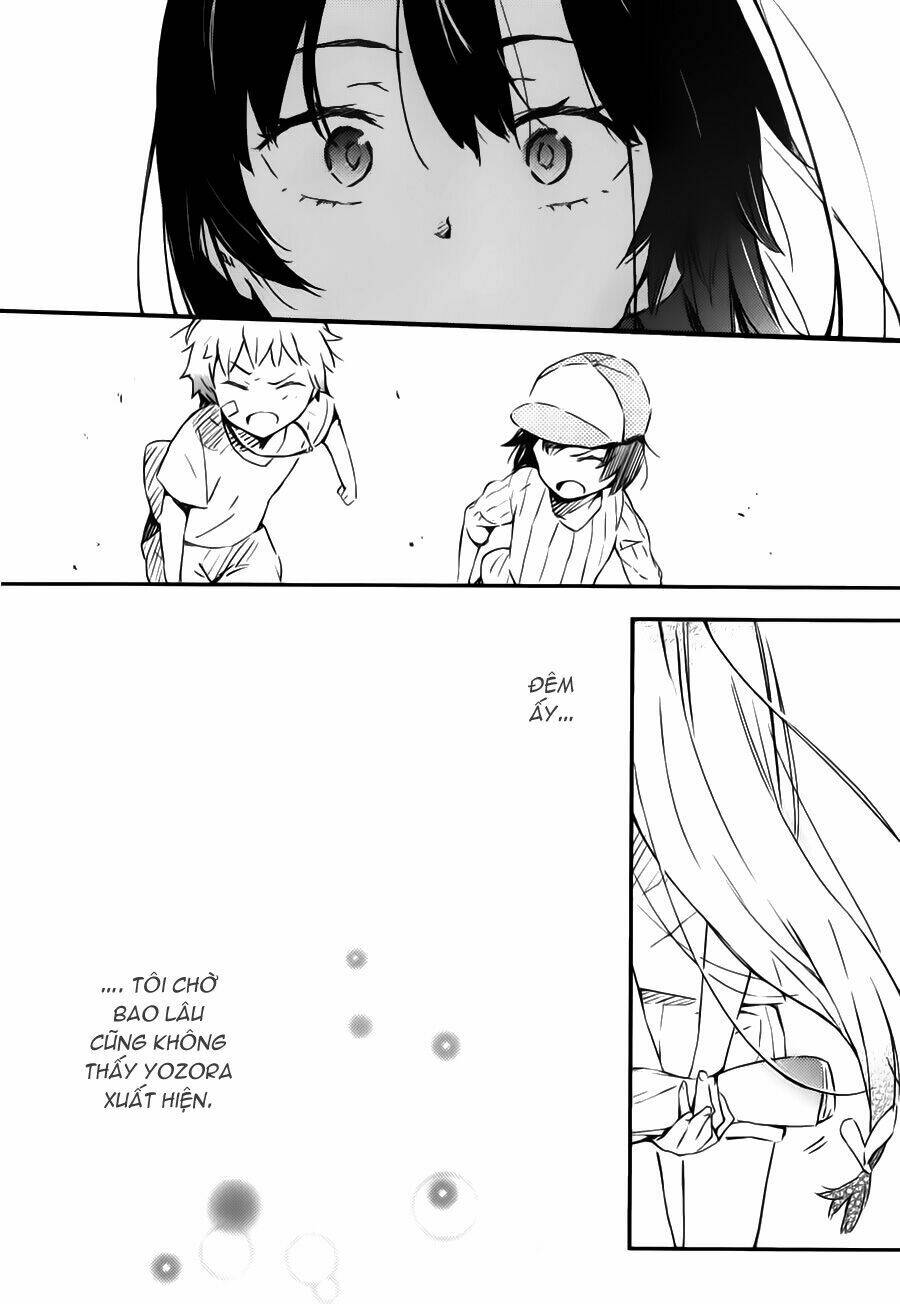 ĐÊM
ẤY...
.... TÔI CHỜ
BAO LÂU
CŨNG KHÔNG
THẤY YOZORA
XUẤT HIỆN.